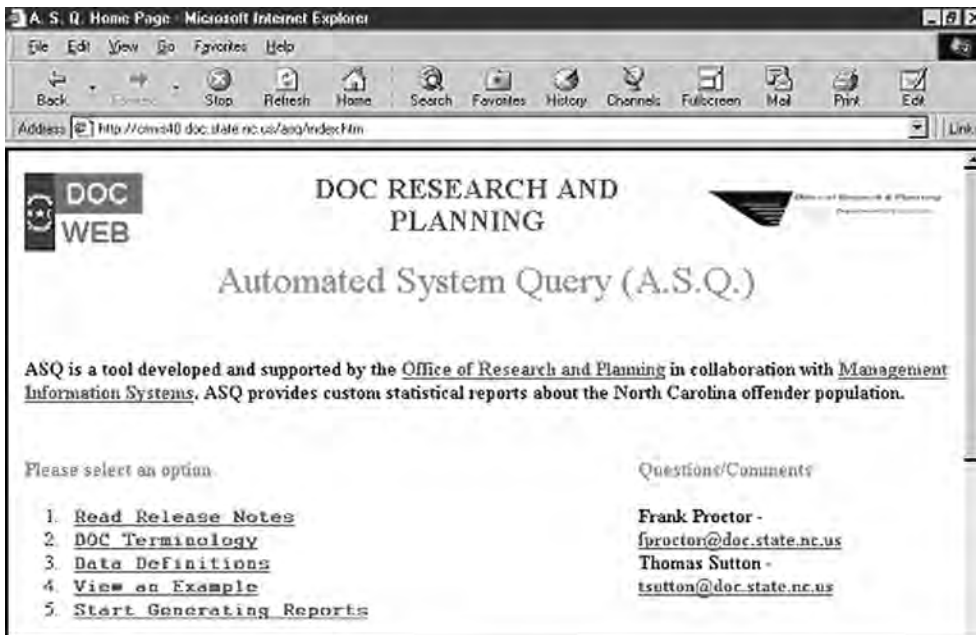 A. S. Q. Home Page - Microsoft Internet Explorer
File Edit View Go Favorites Help
Back Stop Refresh Home Search Favorites History Channels Fullscreen Mail Print Edit
Address Link
DOC
WEB
DOC RESEARCH AND
PLANNING
Automated System Query (A.S.Q.)
ASQ is a tool developed and supported by the Office of Research and Planning in collaboration with Management
Information Systems. ASQ provides custom statistical reports about the North Carolina offender population.
Please select an option
Questions/Comments
1. Read Release Notes
2. DOC Terminology
3. Data Definitions
4. View an Example
5. Start Generating Reports
Frank Proctor -
fproctor@doc.state.nc.us
Thomas Sutton -
tsutton@doc.state.nc.us